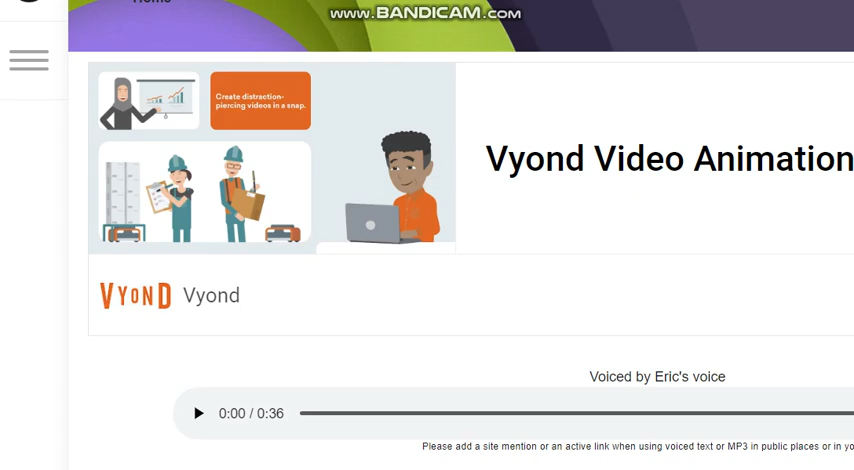 www.BANDICAM.com
Create distraction-
piercing videos in a snap.
Vyond Video Animation
VYOND Vyond
Voiced by Eric's voice
0:00 / 0:36
Please add a site mention or an active link when using voiced text or MP3 in public places or in